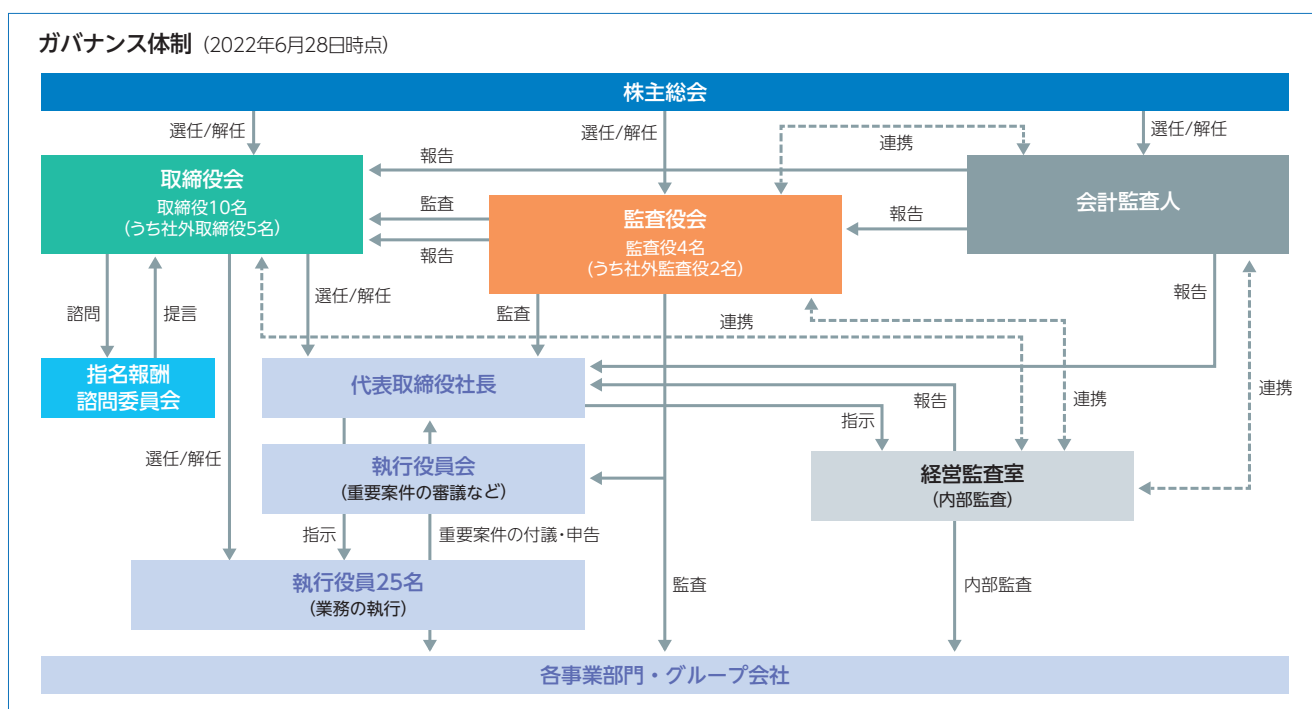 ガバナンス体制（2022年6月28日時点）
株主総会
選任/解任
選任/解任
連携
選任/解任
報告
取締役会
取締役10名
(うち社外取締役5名)
監査
報告
監査役会
監査役4名
(うち社外監査役2名)
報告
会計監査人
諮問
提言
選任/解任
監査
連携
報告
指名報酬
諮問委員会
代表取締役社長
報告
連携
連携
指示
選任/解任
執行役員会
(重要案件の審議など)
経営監査室
(内部監査)
指示
重要案件の付議・申告
執行役員25名
(業務の執行)
監査
内部監査
各事業部門・グループ会社